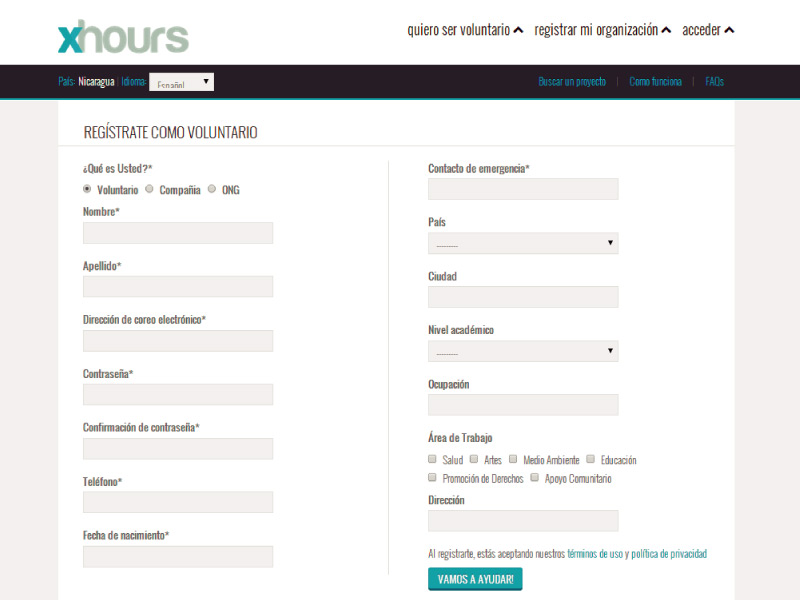 xhours
quiero ser voluntario registrar mi organización acceder
País: Nicaragua | Idioma: Español
Buscar un proyecto | Como funciona | FAQs
REGÍSTRATE COMO VOLUNTARIO
¿Qué es Usted?*
Voluntario Compañia ONG
Nombre*
Apellido*
Dirección de coreo electrónico*
Contraseña*
Confirmación de contraseña*
Teléfono*
Fecha de nacimiento*
Contacto de emergencia*
País
---------
Ciudad
Nivel académico
---------
Ocupación
Área de Trabajo
Salud Artes Medio Ambiente Educación
Promoción de Derechos Apoyo Comunitario
Dirección
Al registrarte, estás aceptando nuestros términos de uso y política de privacidad
VAMOS A AYUDAR!